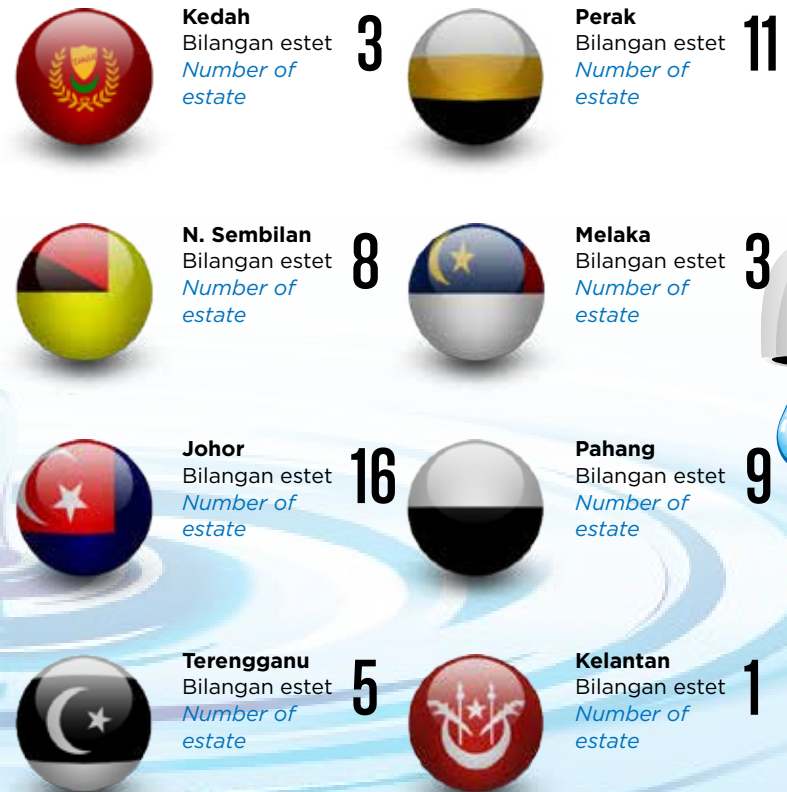 Kedah
Bilangan estet
Number of
estate
3
Perak
Bilangan estet
Number of
estate
11
N. Sembilan
Bilangan estet
Number of
estate
8
Melaka
Bilangan estet
Number of
estate
3
Johor
Bilangan estet
Number of
estate
16
Pahang
Bilangan estet
Number of
estate
9
Terengganu
Bilangan estet
Number of
estate
5
Kelantan
Bilangan estet
Number of
estate
1